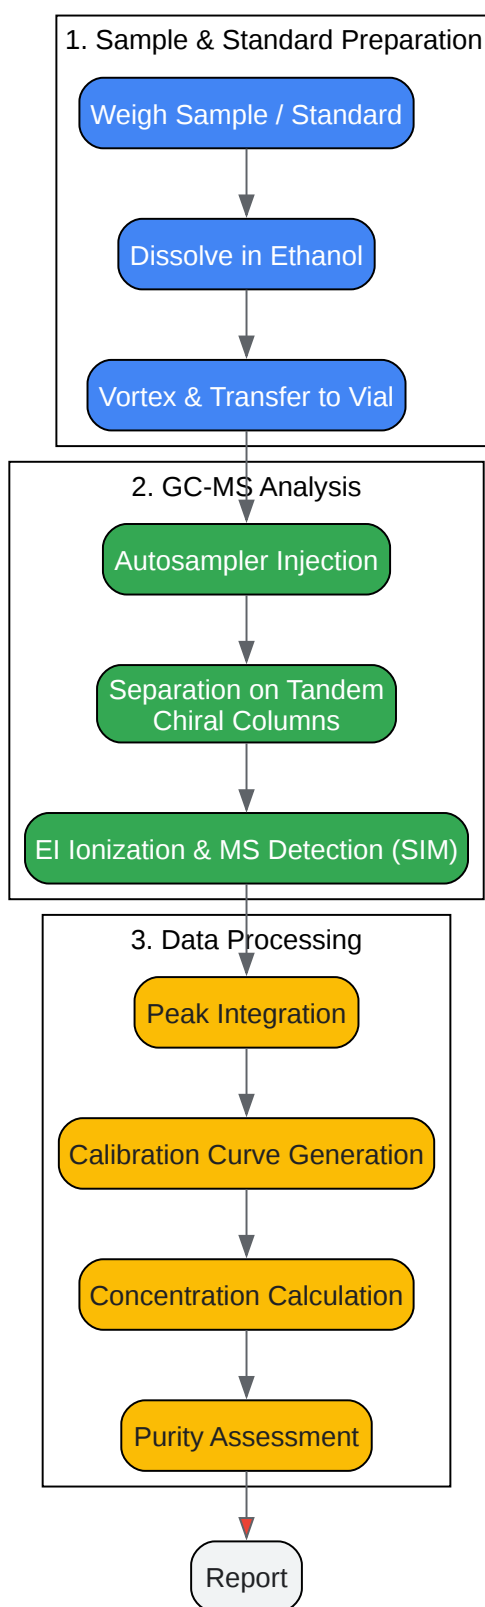 1. Sample & Standard Preparation
Weigh Sample / Standard
Dissolve in Ethanol
Vortex & Transfer to Vial
2. GC-MS Analysis
Autosampler Injection
Separation on Tandem
Chiral Columns
EI Ionization & MS Detection (SIM)
3. Data Processing
Peak Integration
Calibration Curve Generation
Concentration Calculation
Purity Assessment
Report